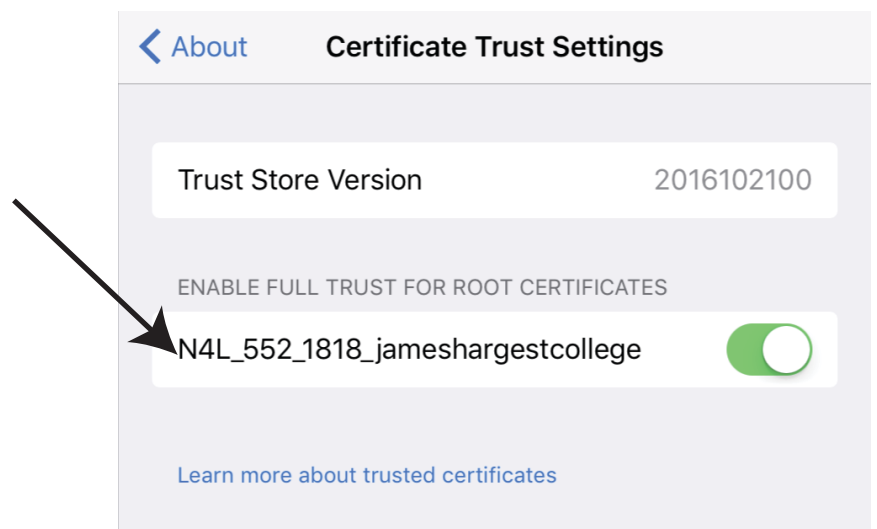 About
Certificate Trust Settings
Trust Store Version 2016102100
ENABLE FULL TRUST FOR ROOT CERTIFICATES
N4L_552_1818_jameshargestcollege
Learn more about trusted certificates